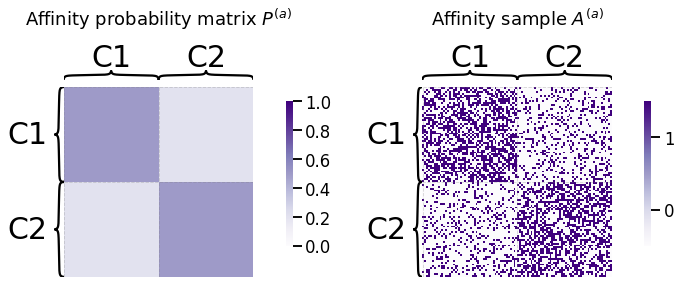 Affinity probability matrix P^(a)
C1 C2
C1
C2
1.0
0.8
0.6
0.4
0.2
0.0
Affinity sample A^(a)
C1 C2
C1
C2
1
0